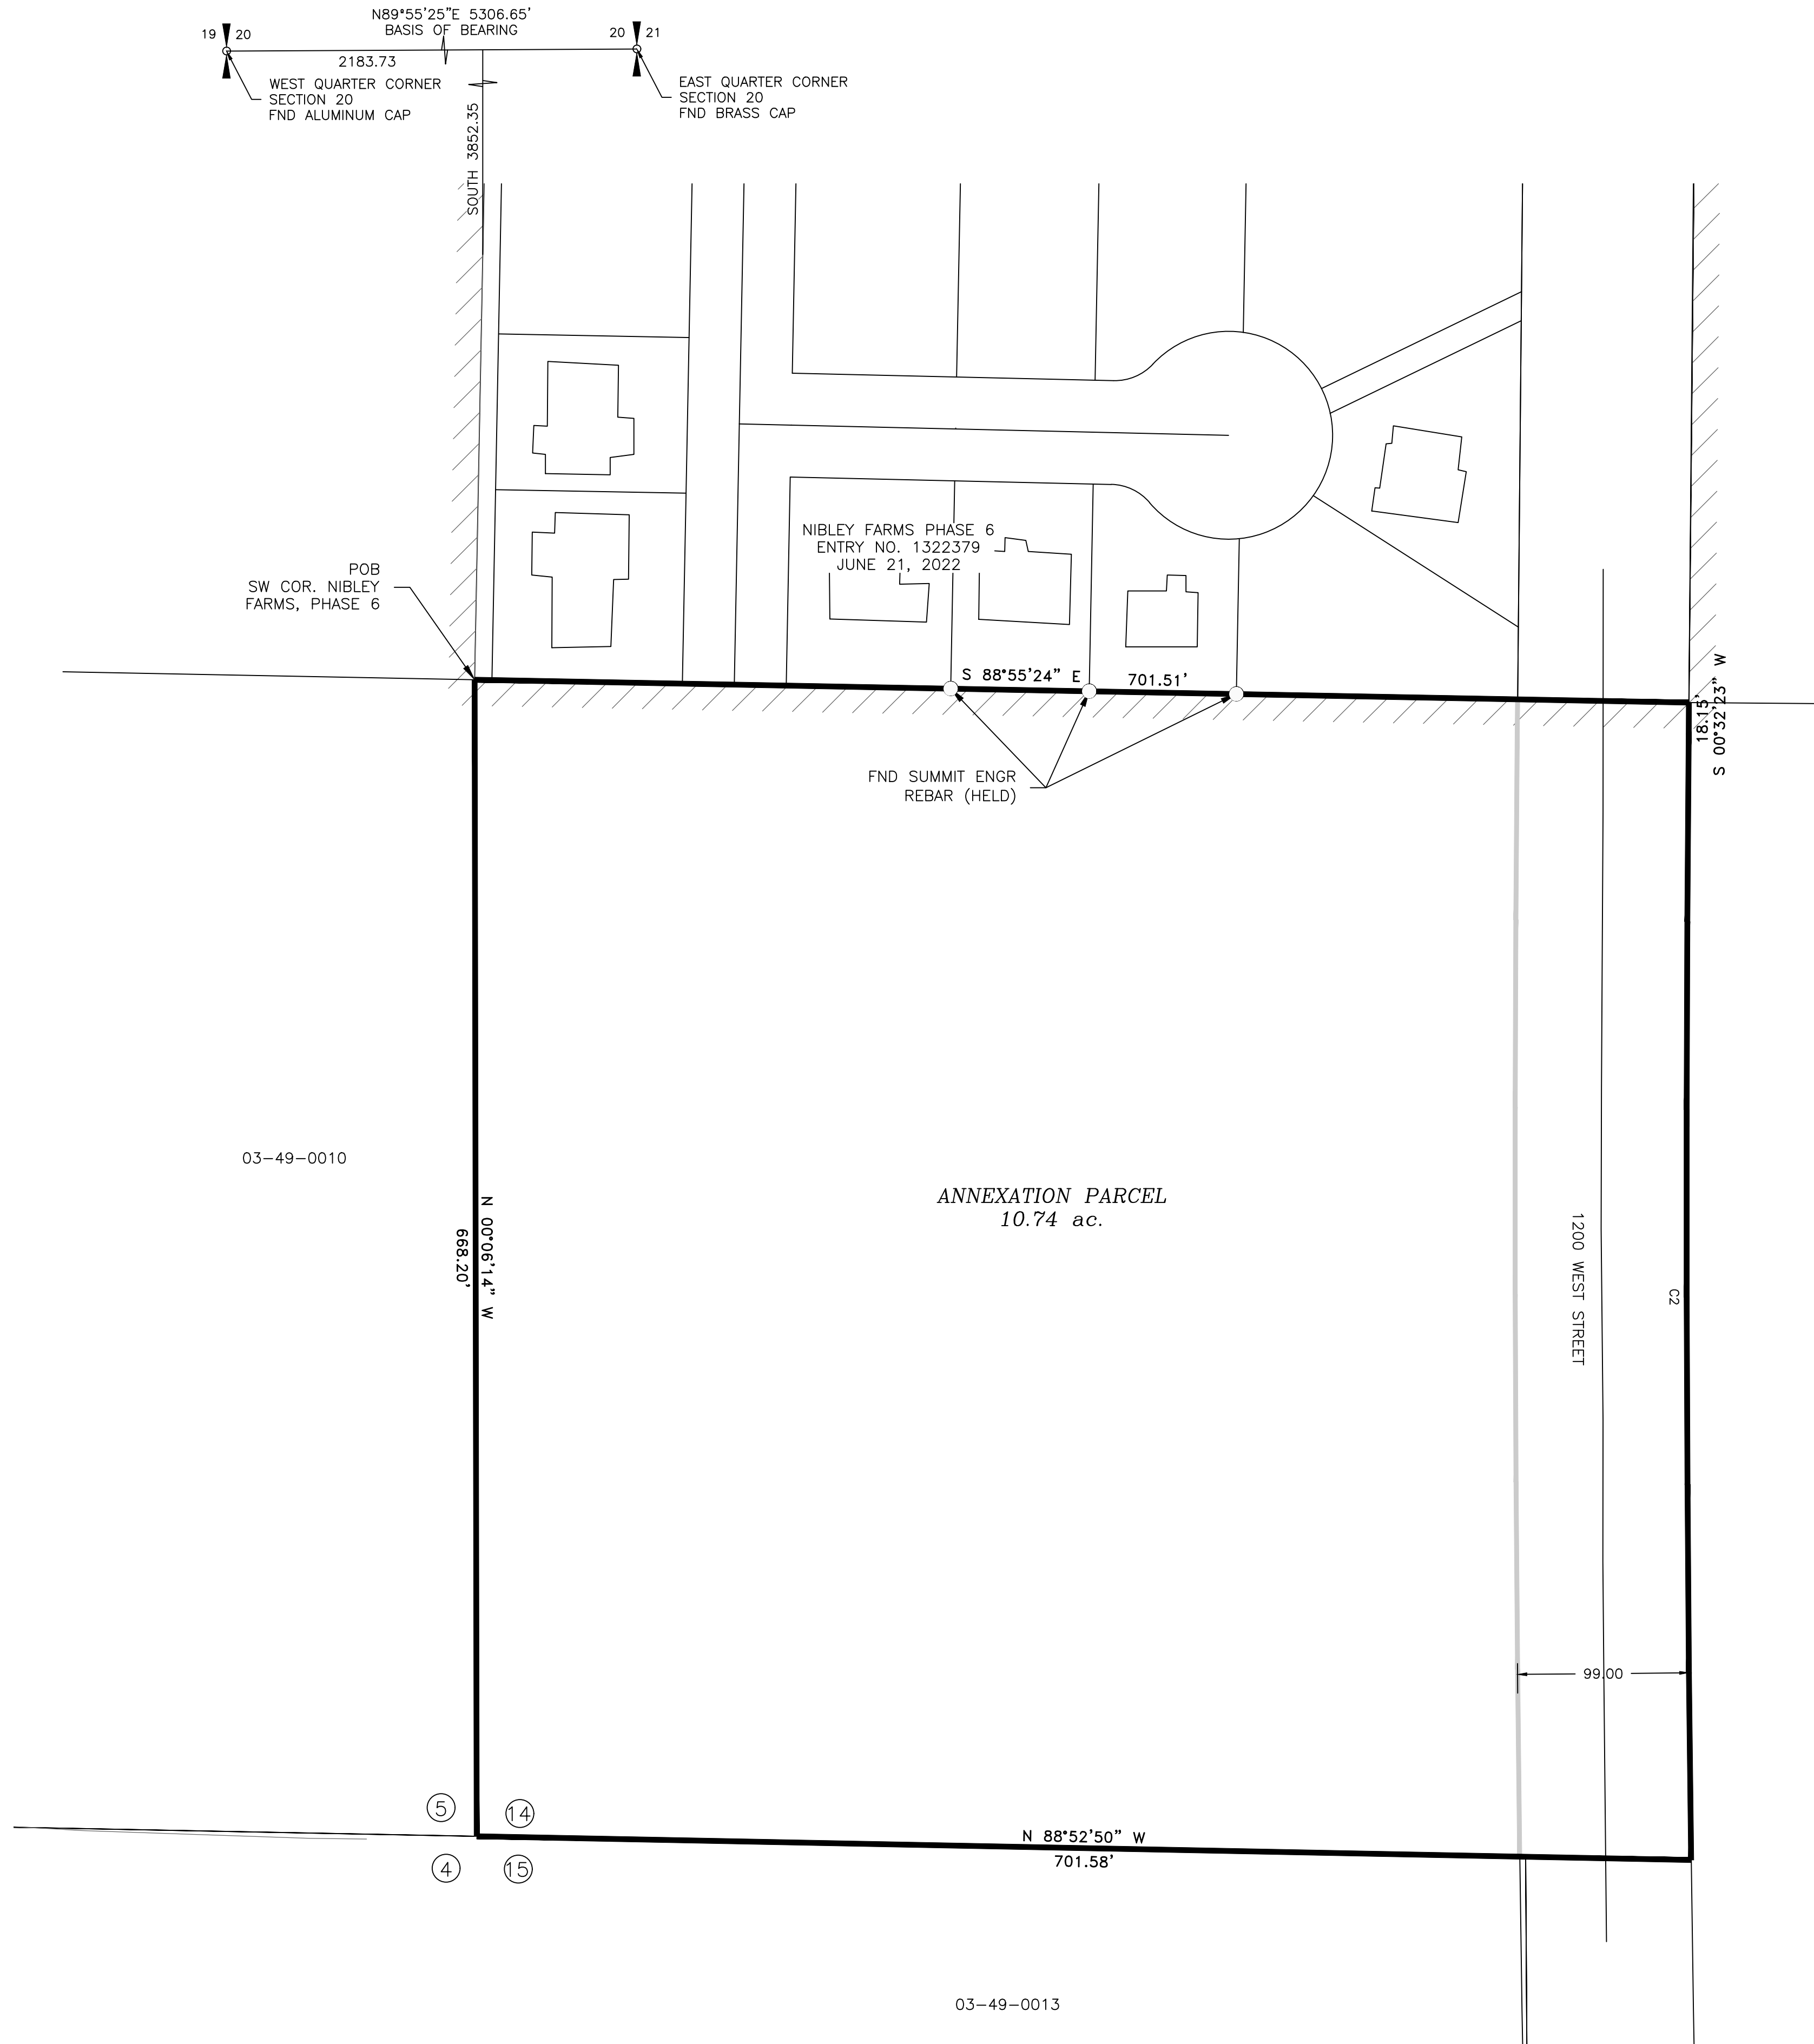 N89°55'25"E 5306.65'
BASIS OF BEARING
19 20
20 21
2183.73
WEST QUARTER CORNER
SECTION 20
FND ALUMINUM CAP
EAST QUARTER CORNER
SECTION 20
FND BRASS CAP
SOUTH 3852.35
NIBLEY FARMS PHASE 6
ENTRY NO. 1322379
JUNE 21, 2022
POB
SW COR. NIBLEY
FARMS, PHASE 6
S 88°55'24" E 701.51'
18.15'
S 00°32'23" W
FND SUMMIT ENGR
REBAR (HELD)
03-49-0010
ANNEXATION PARCEL
10.74 ac.
N 00°06'14" W
668.20'
1200 WEST STREET
C2
99.00
5 14
4 15
N 88°52'50" W
701.58'
03-49-0013